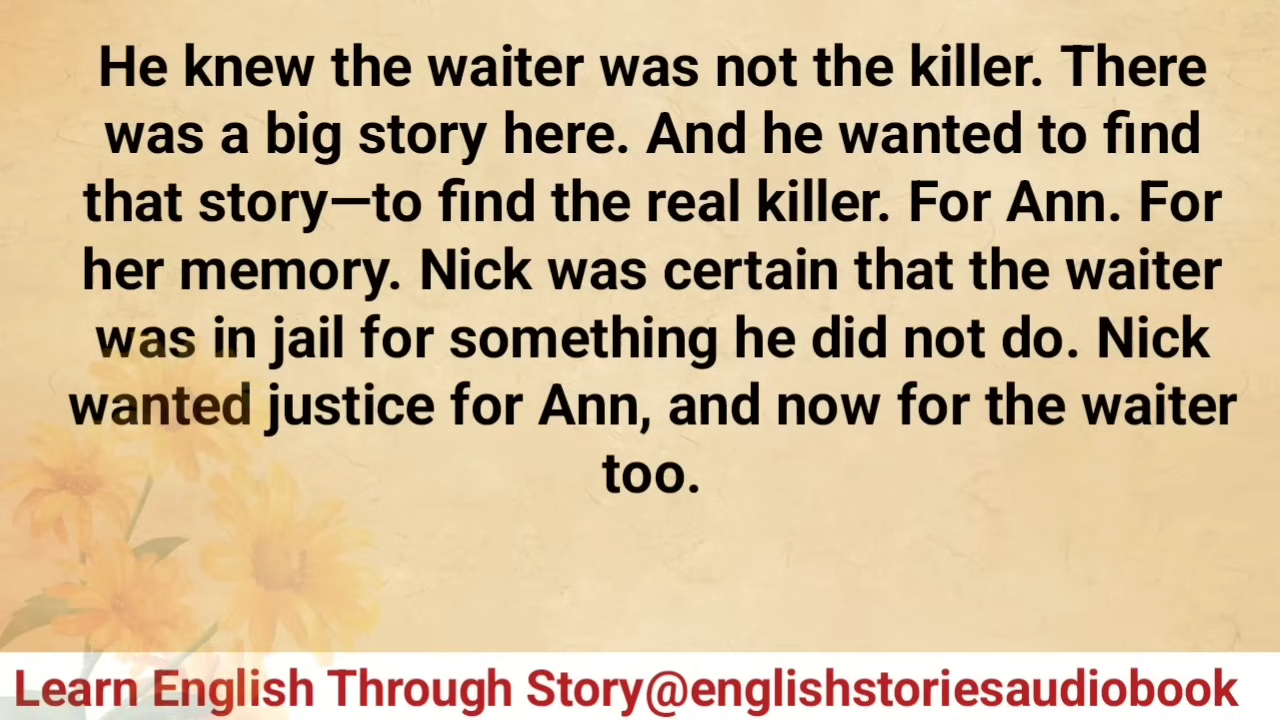 He knew the waiter was not the killer. There
was a big story here. And he wanted to find
that story—to find the real killer. For Ann. For
her memory. Nick was certain that the waiter
was in jail for something he did not do. Nick
wanted justice for Ann, and now for the waiter
too.
Learn English Through Story@englishstoriesaudiobook